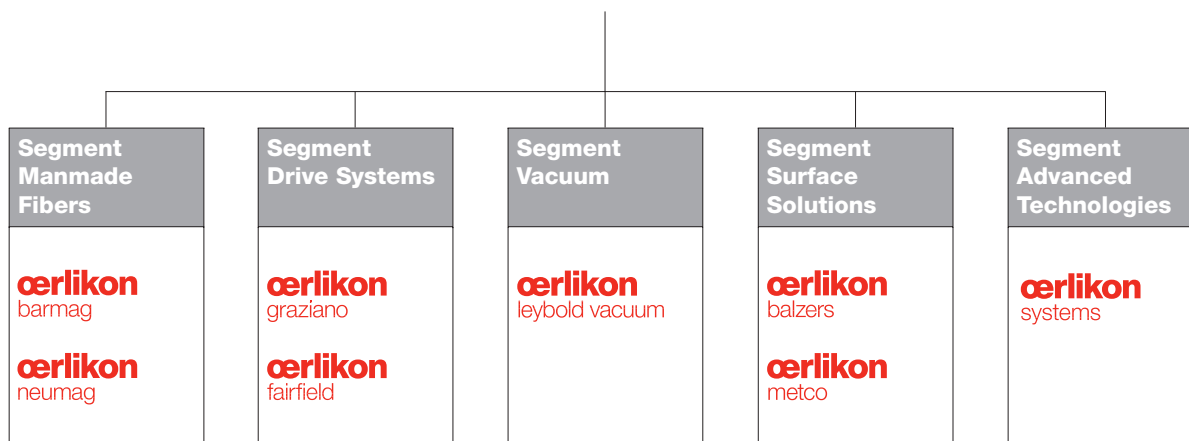 Segment
Manmade
Fibers
œrlikon
barmag
œrlikon
neumag
Segment
Drive Systems
œrlikon
graziano
œrlikon
fairfield
Segment
Vacuum
œrlikon
leybold vacuum
Segment
Surface
Solutions
œrlikon
balzers
œrlikon
metco
Segment
Advanced
Technologies
œrlikon
systems